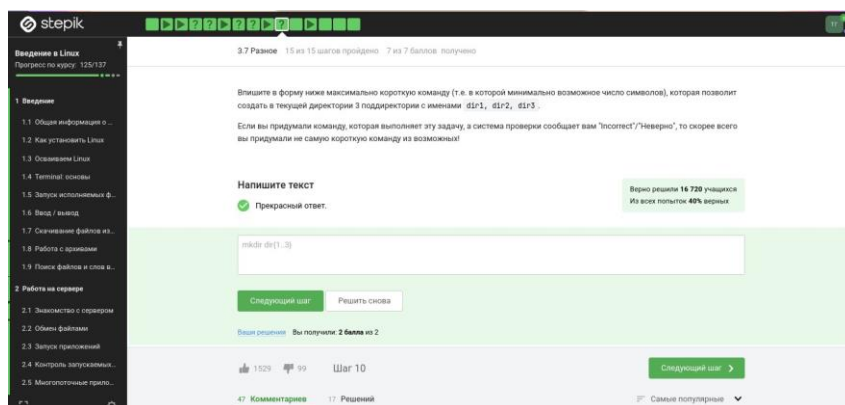 stepik
Введение в Linux
Прогресс по курсу: 125/137
1 Введение
1.1 Общая информация о ...
1.2 Как установить Linux
1.3 Осваиваем Linux
1.4 Terminal: основы
1.5 Запуск исполняемых ф...
1.6 Ввод / вывод
1.7 Скачивание файлов из...
1.8 Работа с архивами
1.9 Поиск файлов и слов в...
2 Работа на сервере
2.1 Знакомство с сервером
2.2 Обмен файлами
2.3 Запуск приложений
2.4 Контроль запускаемых...
2.5 Многопоточные прило...
3.7 Разное 15 из 15 шагов пройдено 7 из 7 баллов получено
Впишите в форму ниже максимально короткую команду (т.е. в которой минимально возможное число символов), которая позволит
создать в текущей директории 3 поддиректории с именами dir1, dir2, dir3 .
Если вы придумали команду, которая выполняет эту задачу, а система проверки сообщает вам "Incorrect"/"Неверно", то скорее всего
вы придумали не самую короткую команду из возможных!
Напишите текст
Прекрасный ответ.
Верно решили 16 720 учащихся
Из всех попыток 40% верных
mkdir dir{1..3}
Следующий шаг Решить снова
Ваши решения Вы получили: 2 балла из 2
1529 99 Шаг 10 Следующий шаг
47 Комментариев 17 Решений Самые популярные